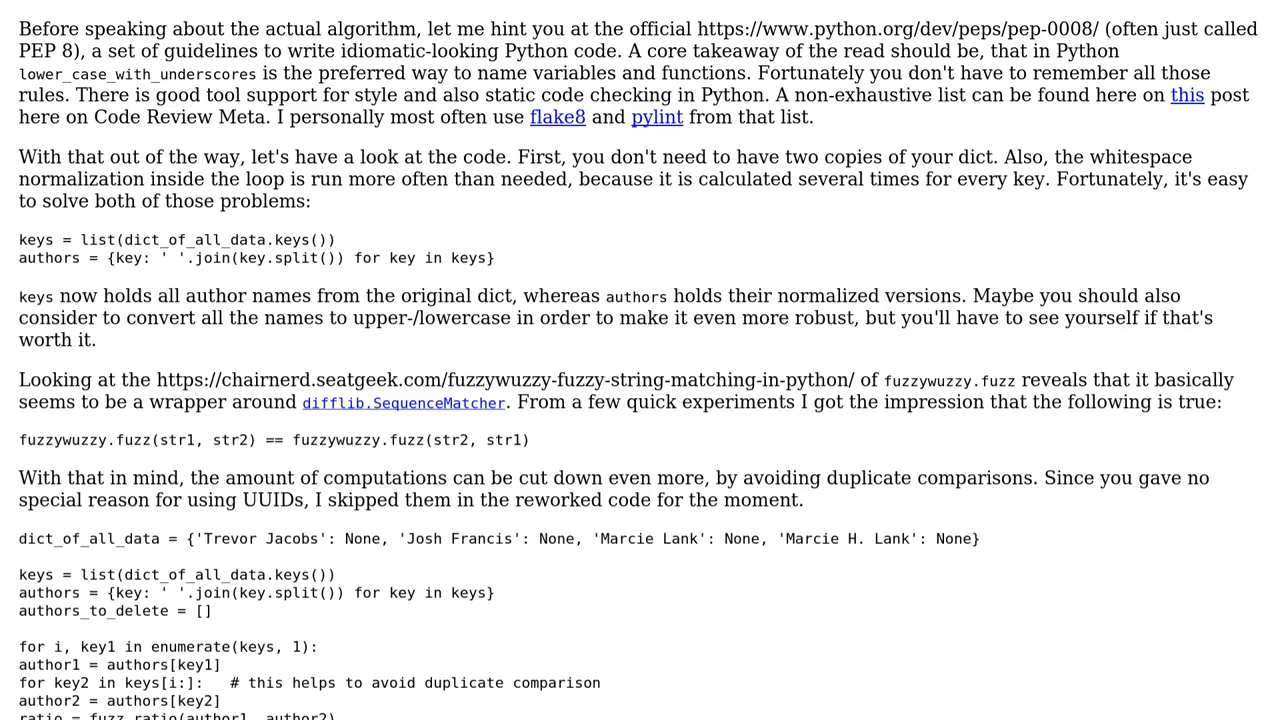 Before speaking about the actual algorithm, let me hint you at the official https://www.python.org/dev/peps/pep-0008/ (often just called
PEP 8), a set of guidelines to write idiomatic-looking Python code. A core takeaway of the read should be, that in Python
lower_case_with_underscores is the preferred way to name variables and functions. Fortunately you don't have to remember all those
rules. There is good tool support for style and also static code checking in Python. A non-exhaustive list can be found here on this post
here on Code Review Meta. I personally most often use flake8 and pylint from that list.
With that out of the way, let's have a look at the code. First, you don't need to have two copies of your dict. Also, the whitespace
normalization inside the loop is run more often than needed, because it is calculated several times for every key. Fortunately, it's easy
to solve both of those problems:
keys = list(dict_of_all_data.keys())
authors = {key: ' '.join(key.split()) for key in keys}
keys now holds all author names from the original dict, whereas authors holds their normalized versions. Maybe you should also
consider to convert all the names to upper-/lowercase in order to make it even more robust, but you'll have to see yourself if that's
worth it.
Looking at the https://chairnerd.seatgeek.com/fuzzywuzzy-fuzzy-string-matching-in-python/ of fuzzywuzzy.fuzz reveals that it basically
seems to be a wrapper around difflib.SequenceMatcher. From a few quick experiments I got the impression that the following is true:
fuzzywuzzy.fuzz(str1, str2) == fuzzywuzzy.fuzz(str2, str1)
With that in mind, the amount of computations can be cut down even more, by avoiding duplicate comparisons. Since you gave no
special reason for using UUIDs, I skipped them in the reworked code for the moment.
dict_of_all_data = {'Trevor Jacobs': None, 'Josh Francis': None, 'Marcie Lank': None, 'Marcie H. Lank': None}
keys = list(dict_of_all_data.keys())
authors = {key: ' '.join(key.split()) for key in keys}
authors_to_delete = []
for i, key1 in enumerate(keys, 1):
author1 = authors[key1]
for key2 in keys[i:]:   # this helps to avoid duplicate comparison
author2 = authors[key2]
ratio = fuzz.ratio(author1, author2)